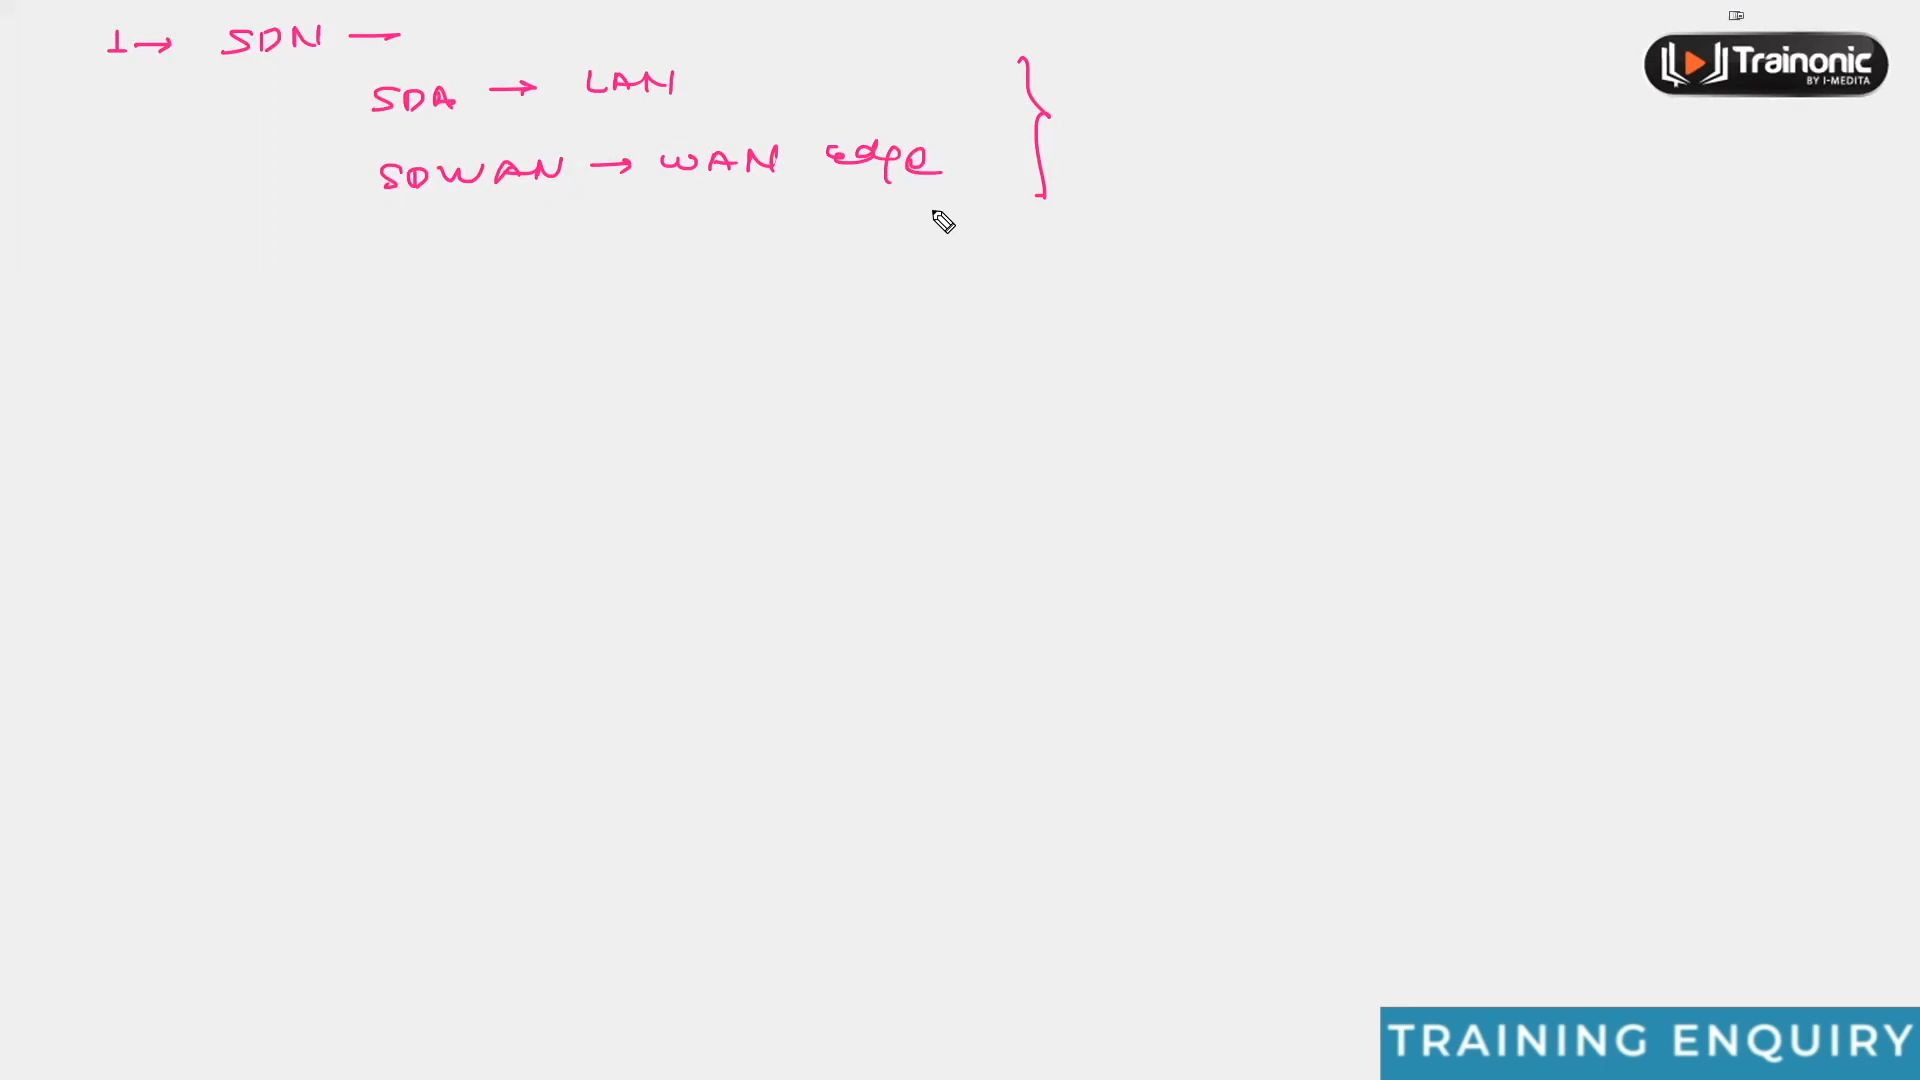 1→ SDN —
SDA → LAN
SDWAN → WAN edge
Trainonic
BY I-MEDITA
TRAINING ENQUIRY